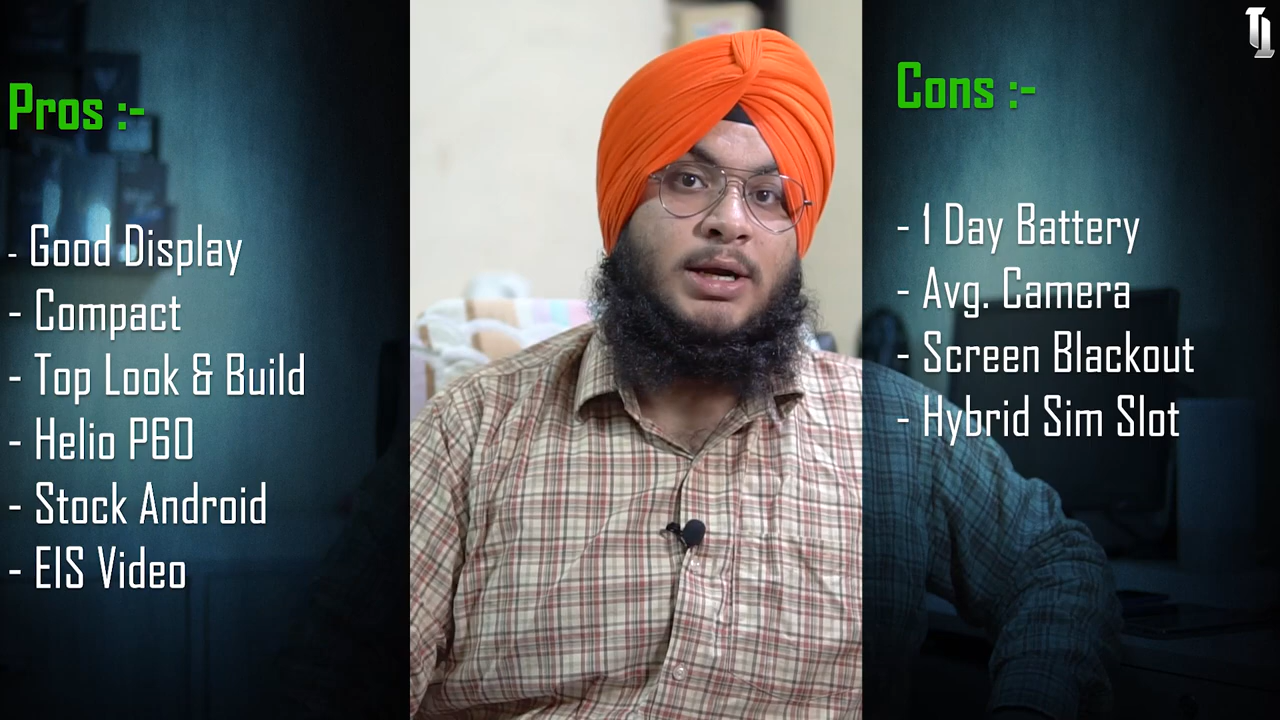 Pros :-
- Good Display
- Compact
- Top Look & Build
- Helio P60
- Stock Android
- EIS Video
Cons :-
- 1 Day Battery
- Avg. Camera
- Screen Blackout
- Hybrid Sim Slot
TL